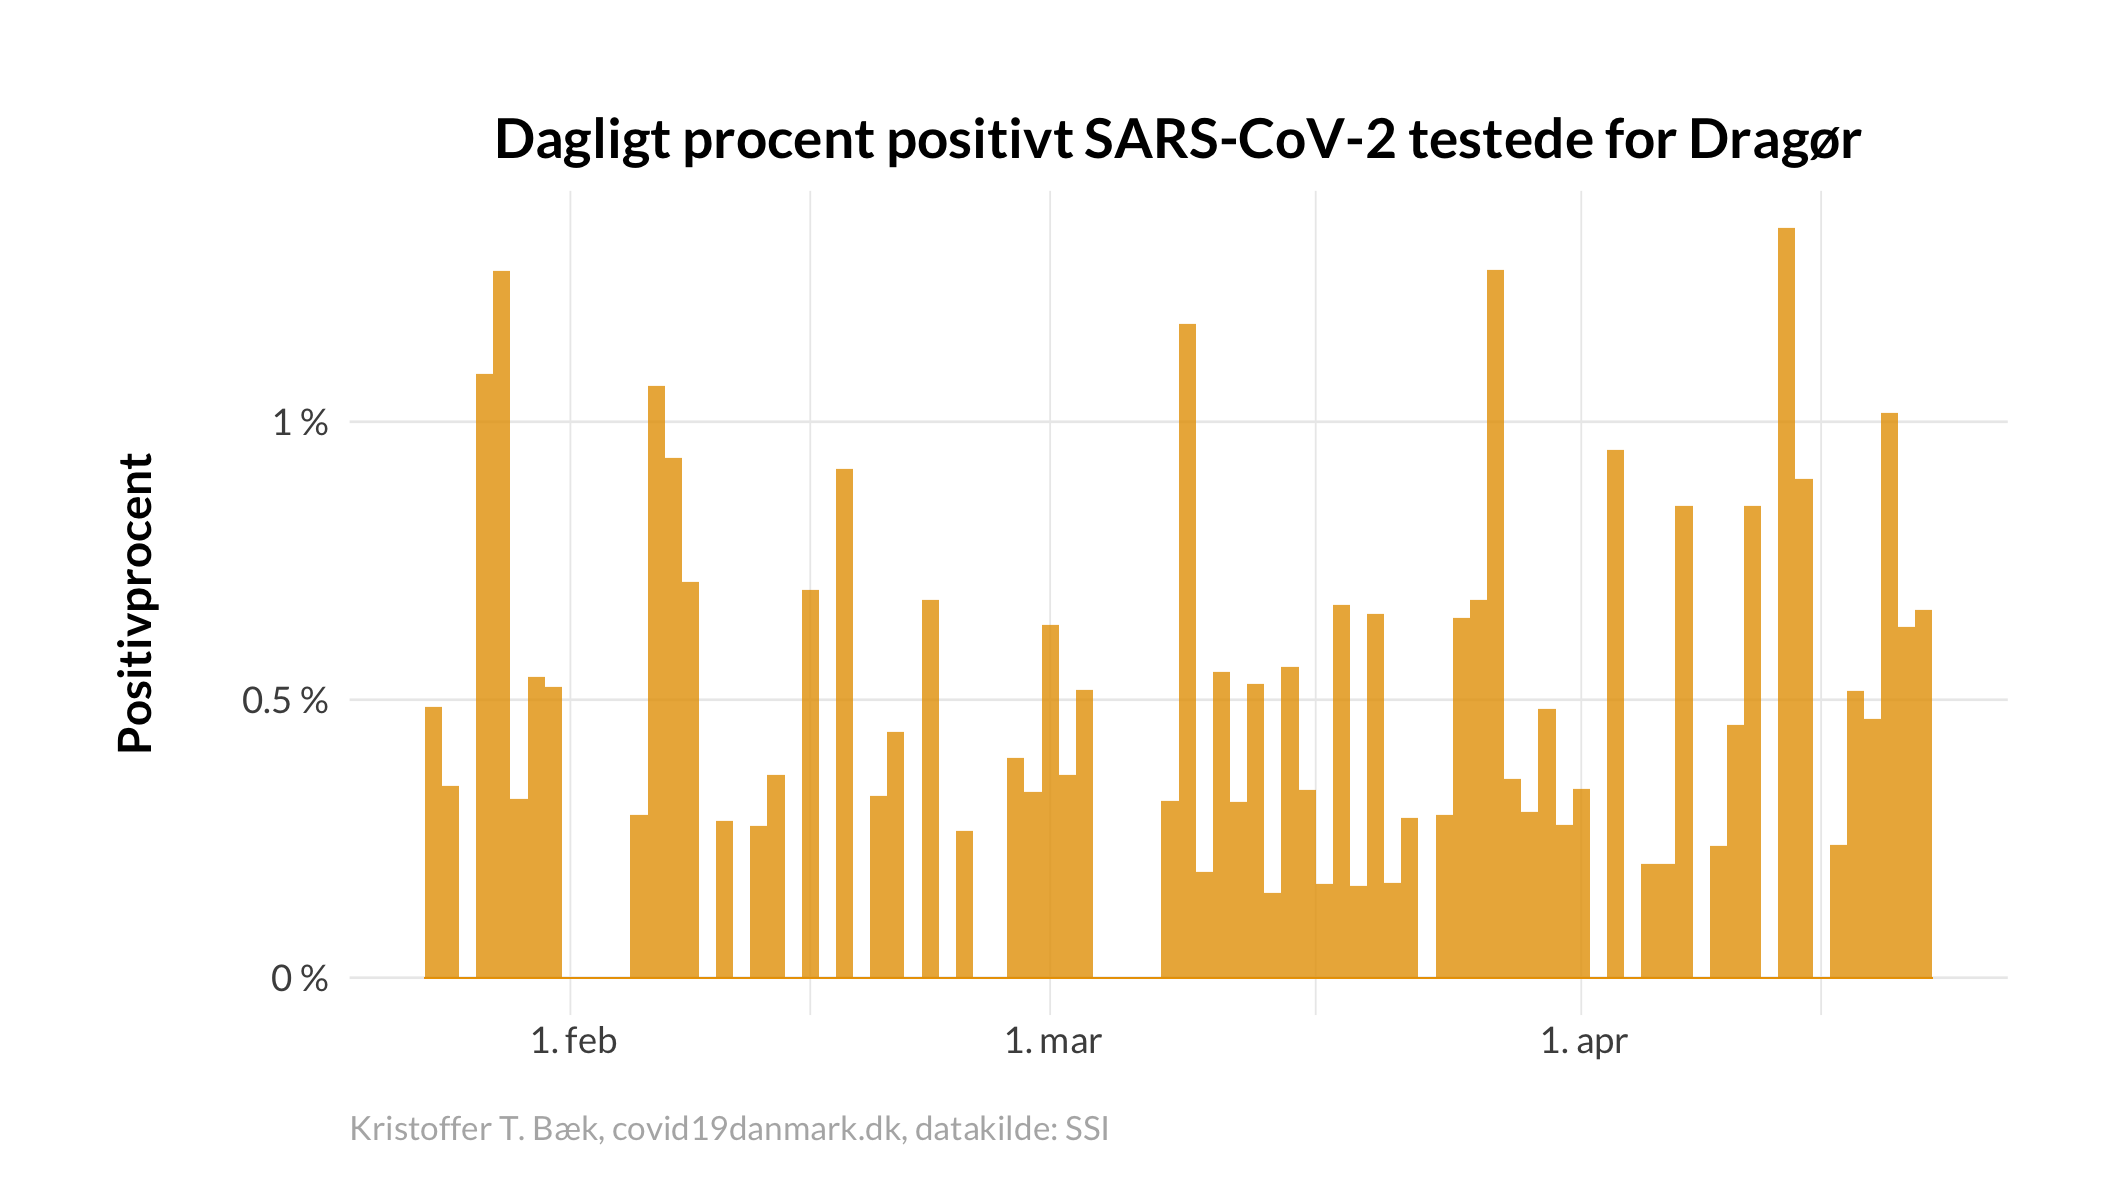 Dagligt procent positivt SARS-CoV-2 testede for Dragør
Positivprocent
1 %
0.5 %
0 %
1. feb
1. mar
1. apr
Kristoffer T. Bæk, covid19danmark.dk, datakilde: SSI